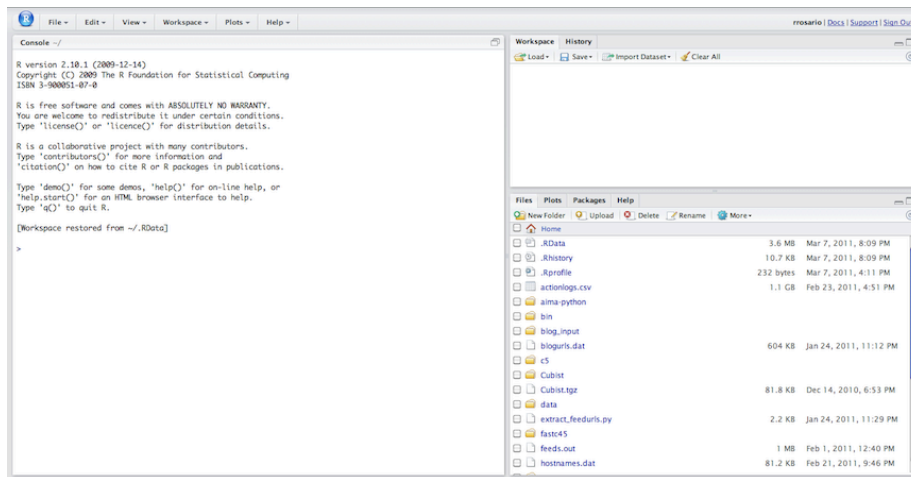 R File Edit View Workspace Plots Help
rrosario | Docs | Support | Sign Out
Console ~/
R version 2.10.1 (2009-12-14)
Copyright (C) 2009 The R Foundation for Statistical Computing
ISBN 3-900051-07-0
R is free software and comes with ABSOLUTELY NO WARRANTY.
You are welcome to redistribute it under certain conditions.
Type 'license()' or 'licence()' for distribution details.
R is a collaborative project with many contributors.
Type 'contributors()' for more information and
'citation()' on how to cite R or R packages in publications.
Type 'demo()' for some demos, 'help()' for on-line help, or
'help.start()' for an HTML browser interface to help.
Type 'q()' to quit R.
[Workspace restored from ~/.RData]
>
Workspace History
Load Save Import Dataset Clear All
Files Plots Packages Help
New Folder Upload Delete Rename More
Home
.RData 3.6 MB Mar 7, 2011, 8:09 PM
.Rhistory 10.7 KB Mar 7, 2011, 8:09 PM
.Rprofile 232 bytes Mar 7, 2011, 4:11 PM
actionlogs.csv 1.1 GB Feb 23, 2011, 4:51 PM
aima-python
bin
blog_input
blogurls.dat 604 KB Jan 24, 2011, 11:12 PM
c5
Cubist
Cubist.tgz 81.8 KB Dec 14, 2010, 6:53 PM
data
extract_feedurls.py 2.2 KB Jan 24, 2011, 11:29 PM
fastc45
feeds.out 1 MB Feb 1, 2011, 12:40 PM
hostnames.dat 81.2 KB Feb 21, 2011, 9:46 PM